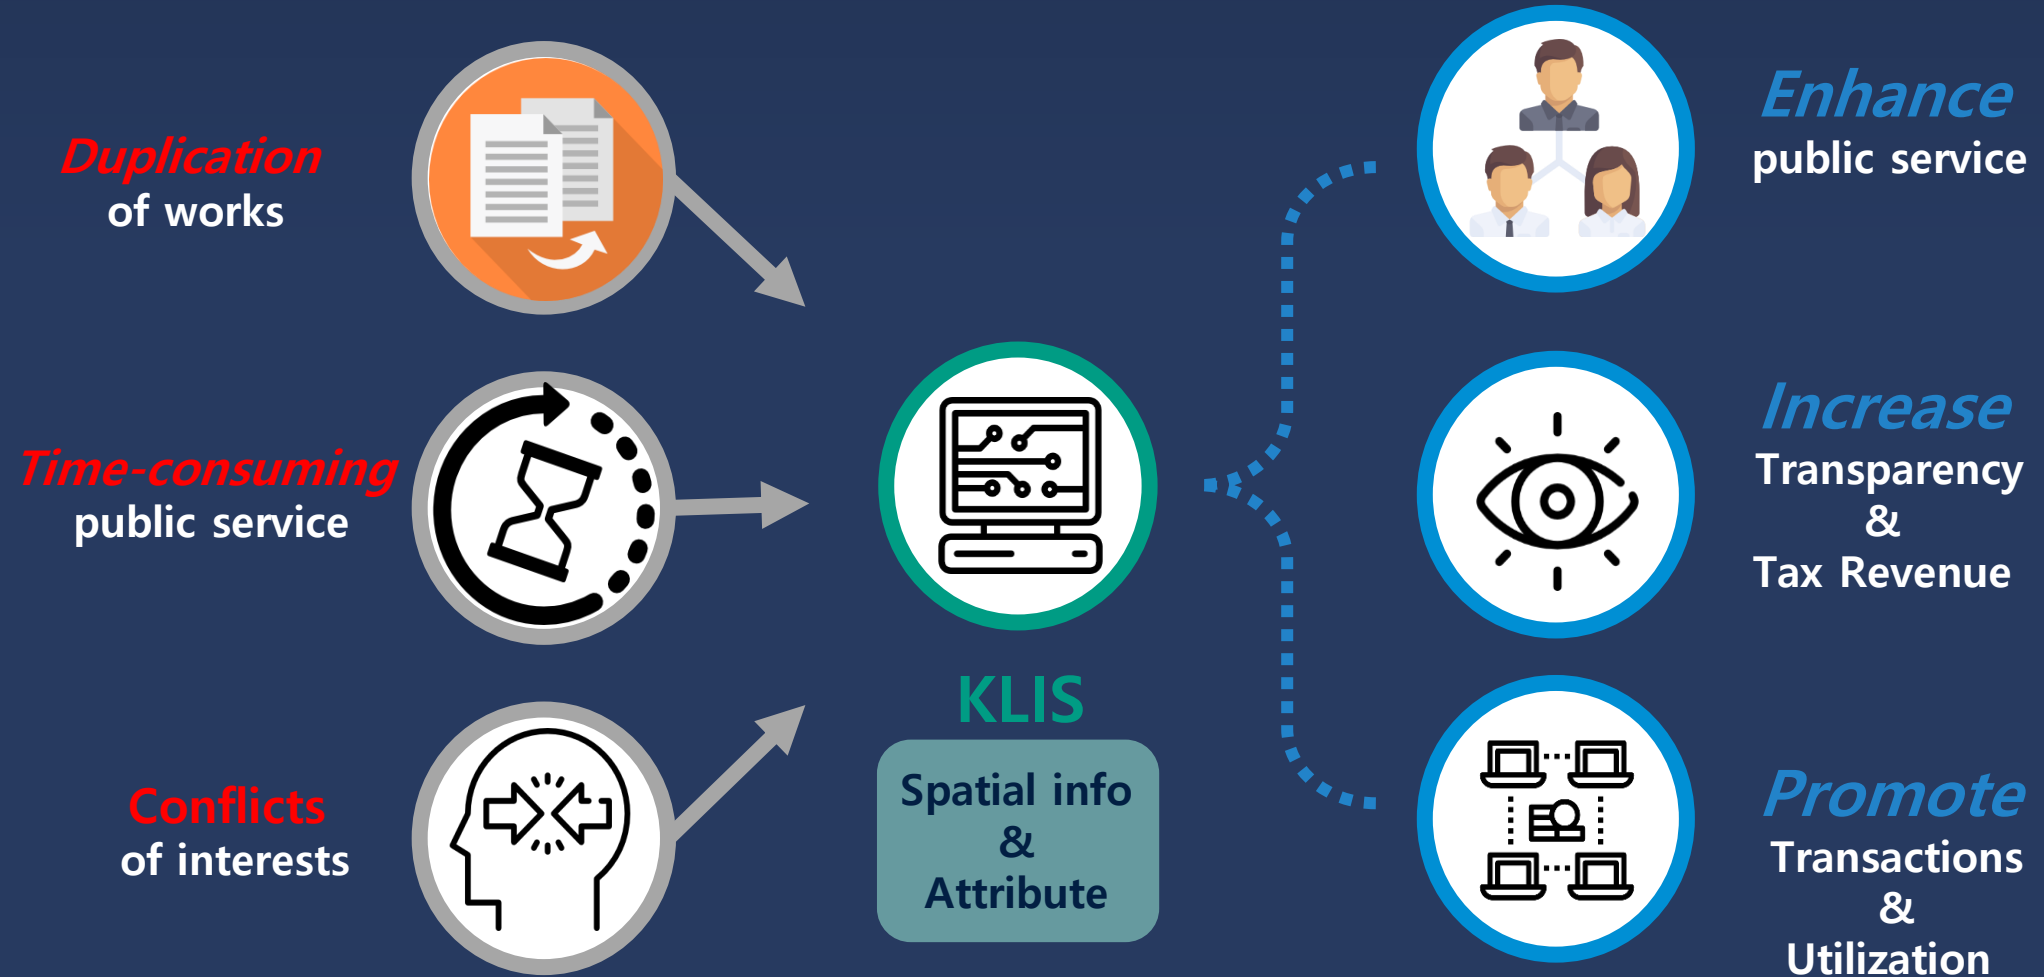 Duplication
of works
Time-consuming
public service
Conflicts
of interests
KLIS
Spatial info
&
Attribute
Enhance
public service
Increase
Transparency
&
Tax Revenue
Promote
Transactions
&
Utilization